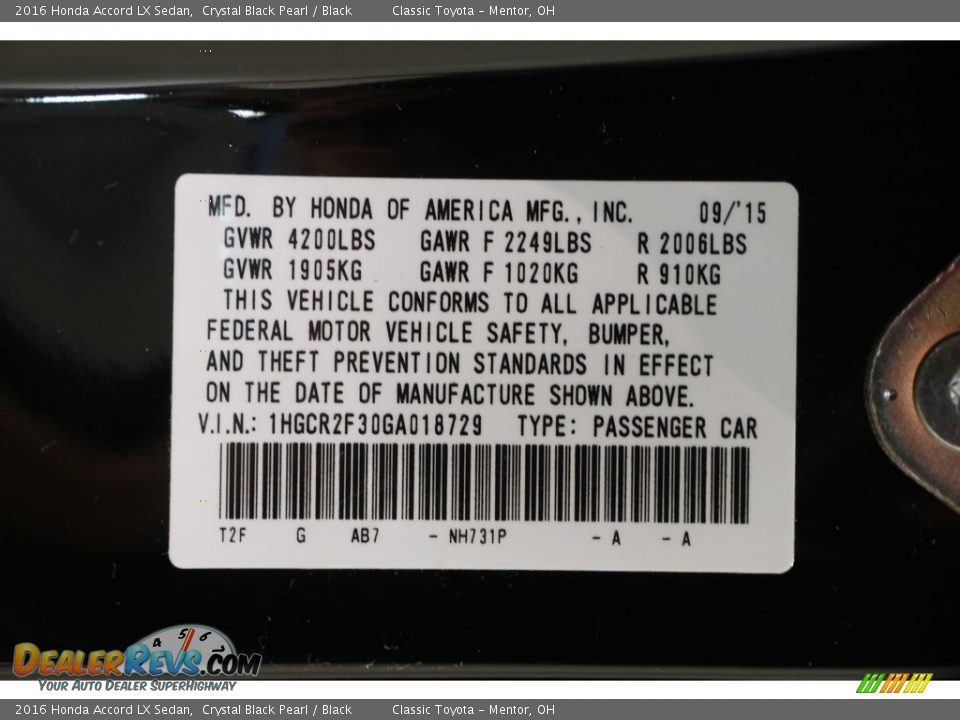 2016 Honda Accord LX Sedan, Crystal Black Pearl / Black Classic Toyota - Mentor, OH
MFD. BY HONDA OF AMERICA MFG., INC. 09/'15
GVWR 4200LBS GAWR F 2249LBS R 2006LBS
GVWR 1905KG GAWR F 1020KG R 910KG
THIS VEHICLE CONFORMS TO ALL APPLICABLE
FEDERAL MOTOR VEHICLE SAFETY, BUMPER,
AND THEFT PREVENTION STANDARDS IN EFFECT
ON THE DATE OF MANUFACTURE SHOWN ABOVE.
V.I.N.: 1HGCR2F30GA018729 TYPE: PASSENGER CAR
T2F G AB7 - NH731P - A - A
4 5 6 7
DEALERREVS.COM
YOUR AUTO DEALER SUPERHIGHWAY
2016 Honda Accord LX Sedan, Crystal Black Pearl / Black Classic Toyota - Mentor, OH